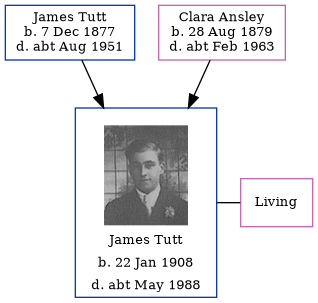 James Tutt
b. 7 Dec 1877
d. abt Aug 1951
Clara Ansley
b. 28 Aug 1879
d. abt Feb 1963
James Tutt
b. 22 Jan 1908
d. abt May 1988
Living